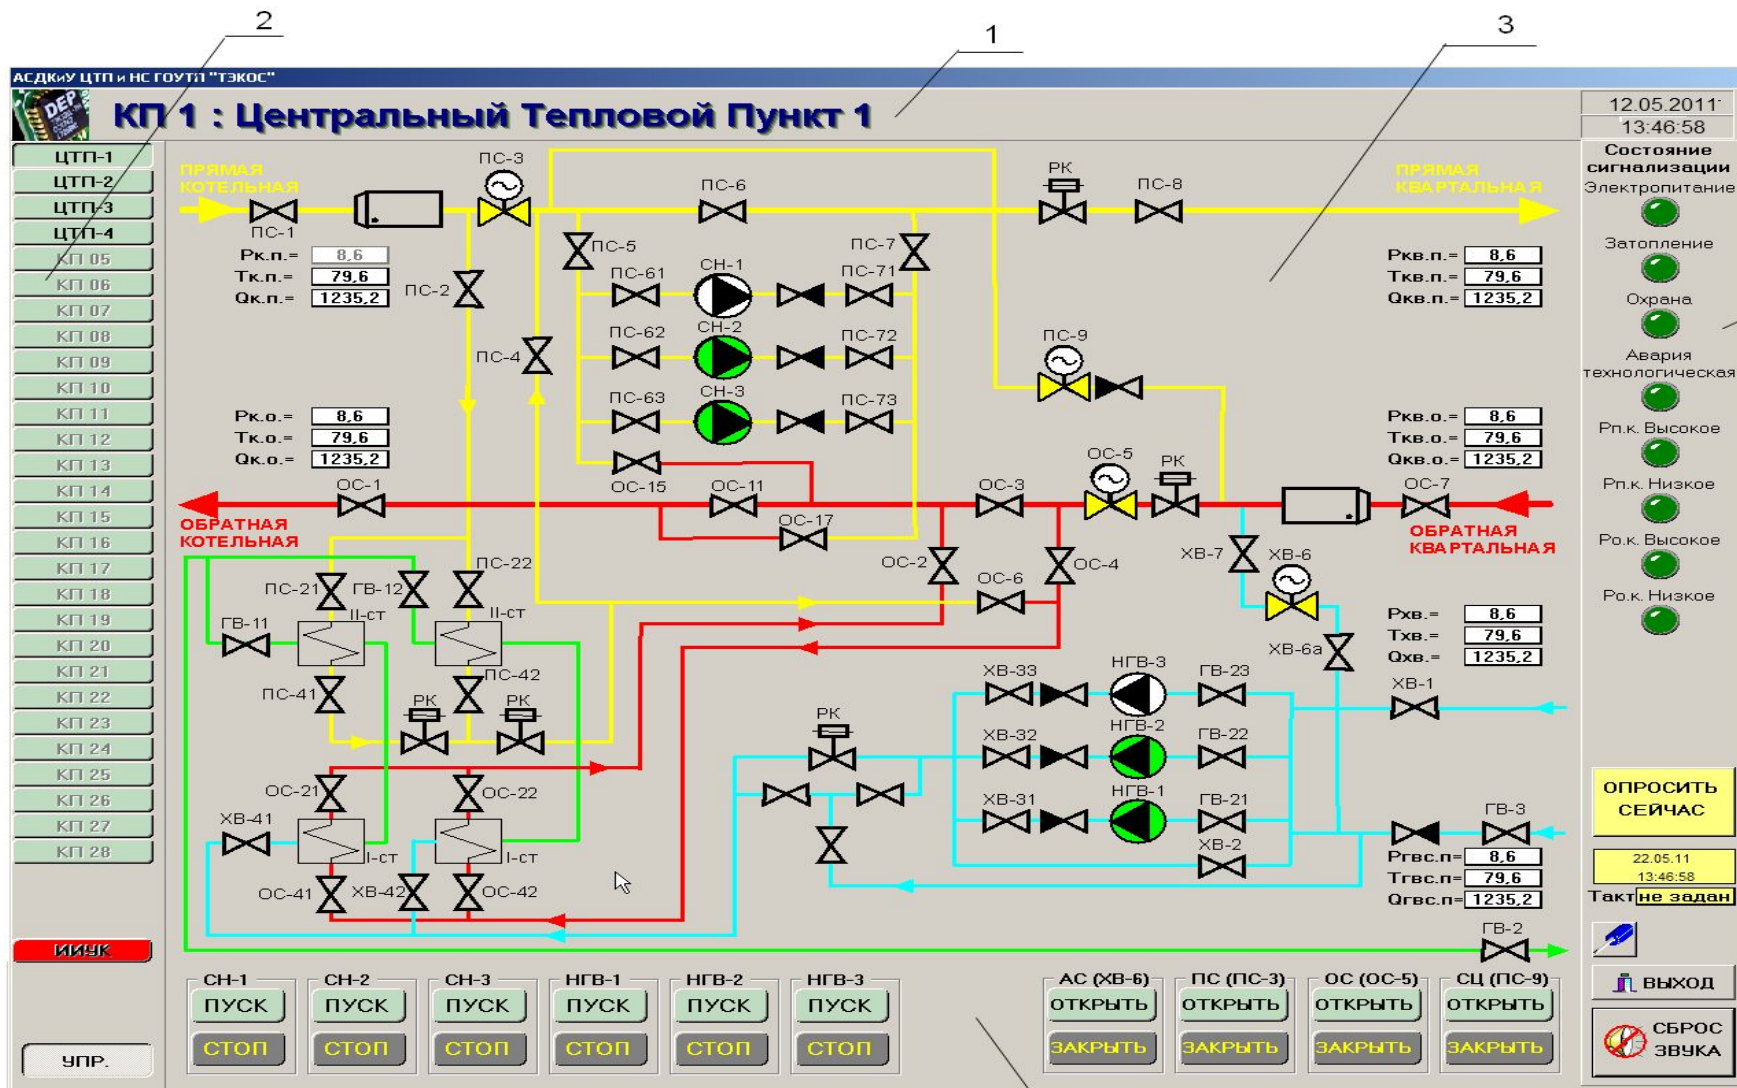 2
1
3
АСДКиУ ЦТП и НС ГОУТП "ТЭКОС"
DEP
КП 1 : Центральный Тепловой Пункт 1
12.05.2011
13:46:58
ЦТП-1
ЦТП-2
ЦТП-3
ЦТП-4
КП 05
КП 06
КП 07
КП 08
КП 09
КП 10
КП 11
КП 12
КП 13
КП 14
КП 15
КП 16
КП 17
КП 18
КП 19
КП 20
КП 21
КП 22
КП 23
КП 24
КП 25
КП 26
КП 27
КП 28
ИИУК
УПР.
ПРЯМАЯ
КОТЕЛЬНАЯ
ПС-1
ПС-3
ПС-6
РК
ПС-8
ПРЯМАЯ
КВАРТАЛЬНАЯ
Рк.п.= 8,6
Тк.п.= 79,6
Qк.п.= 1235,2
ПС-2
ПС-5
ПС-7
ПС-61
СН-1
ПС-71
ПС-62
СН-2
ПС-72
ПС-63
СН-3
ПС-73
ПС-4
ПС-9
Ркв.п.= 8,6
Ткв.п.= 79,6
Qкв.п.= 1235,2
Рк.о.= 8,6
Тк.о.= 79,6
Qк.о.= 1235,2
Ркв.о.= 8,6
Ткв.о.= 79,6
Qкв.о.= 1235,2
ОС-1
ОС-15
ОС-11
ОС-3
ОС-5
РК
ОС-7
ОБРАТНАЯ
КОТЕЛЬНАЯ
ОС-17
ОБРАТНАЯ
КВАРТАЛЬНАЯ
ОС-2
ОС-4
ОС-6
ХВ-7
ХВ-6
ХВ-6а
ПС-21
ГВ-12
ПС-22
ГВ-11
II-ст
II-ст
ПС-41
РК
ПС-42
РК
Рхв.= 8,6
Тхв.= 79,6
Qхв.= 1235,2
ХВ-1
ХВ-33
НГВ-3
ГВ-23
РК
ХВ-32
НГВ-2
ГВ-22
ХВ-31
НГВ-1
ГВ-21
ХВ-2
ГВ-3
ОС-21
ОС-22
ХВ-41
I-ст
I-ст
ОС-41
ХВ-42
ОС-42
Ргвс.п= 8,6
Тгвс.п= 79,6
Qгвс.п= 1235,2
ГВ-2
Состояние
сигнализации
Электропитание
Затопление
Охрана
Авария
технологическая
Рп.к. Высокое
Рп.к. Низкое
Ро.к. Высокое
Ро.к. Низкое
ОПРОСИТЬ
СЕЙЧАС
22.05.11
13:46:58
Такт не задан
ВЫХОД
СБРОС
ЗВУКА
СН-1
ПУСК
СТОП
СН-2
ПУСК
СТОП
СН-3
ПУСК
СТОП
НГВ-1
ПУСК
СТОП
НГВ-2
ПУСК
СТОП
НГВ-3
ПУСК
СТОП
АС (ХВ-6)
ОТКРЫТЬ
ЗАКРЫТЬ
ПС (ПС-3)
ОТКРЫТЬ
ЗАКРЫТЬ
ОС (ОС-5)
ОТКРЫТЬ
ЗАКРЫТЬ
СЦ (ПС-9)
ОТКРЫТЬ
ЗАКРЫТЬ